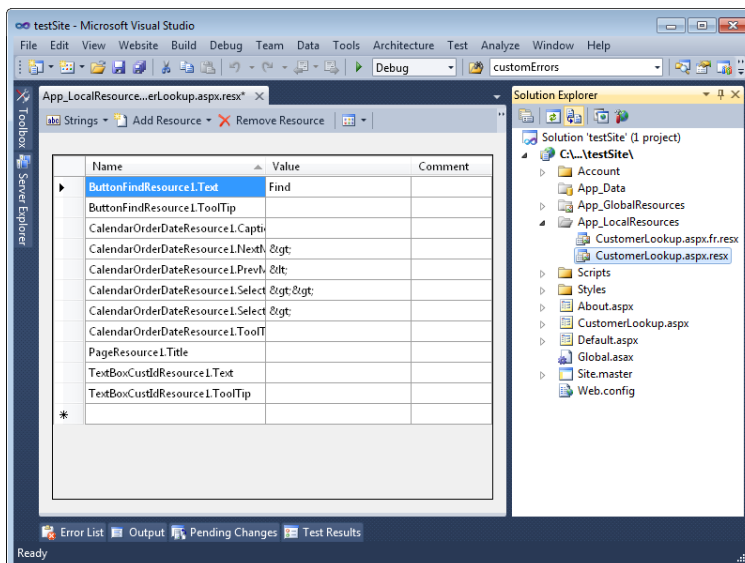 testSite - Microsoft Visual Studio
File Edit View Website Build Debug Team Data Tools Architecture Test Analyze Window Help
Debug customErrors
App_LocalResource...erLookup.aspx.resx*
Strings Add Resource Remove Resource
Name Value Comment
ButtonFindResource1.Text Find
ButtonFindResource1.ToolTip
CalendarOrderDateResource1.Captio
CalendarOrderDateResource1.NextM &gt;
CalendarOrderDateResource1.PrevM &lt;
CalendarOrderDateResource1.Select &gt;&gt;
CalendarOrderDateResource1.Select &gt;
CalendarOrderDateResource1.ToolT
PageResource1.Title
TextBoxCustIdResource1.Text
TextBoxCustIdResource1.ToolTip
Toolbox
Server Explorer
Solution Explorer
Solution 'testSite' (1 project)
C:\...\testSite\
Account
App_Data
App_GlobalResources
App_LocalResources
CustomerLookup.aspx.fr.resx
CustomerLookup.aspx.resx
Scripts
Styles
About.aspx
CustomerLookup.aspx
Default.aspx
Global.asax
Site.master
Web.config
Error List Output Pending Changes Test Results
Ready